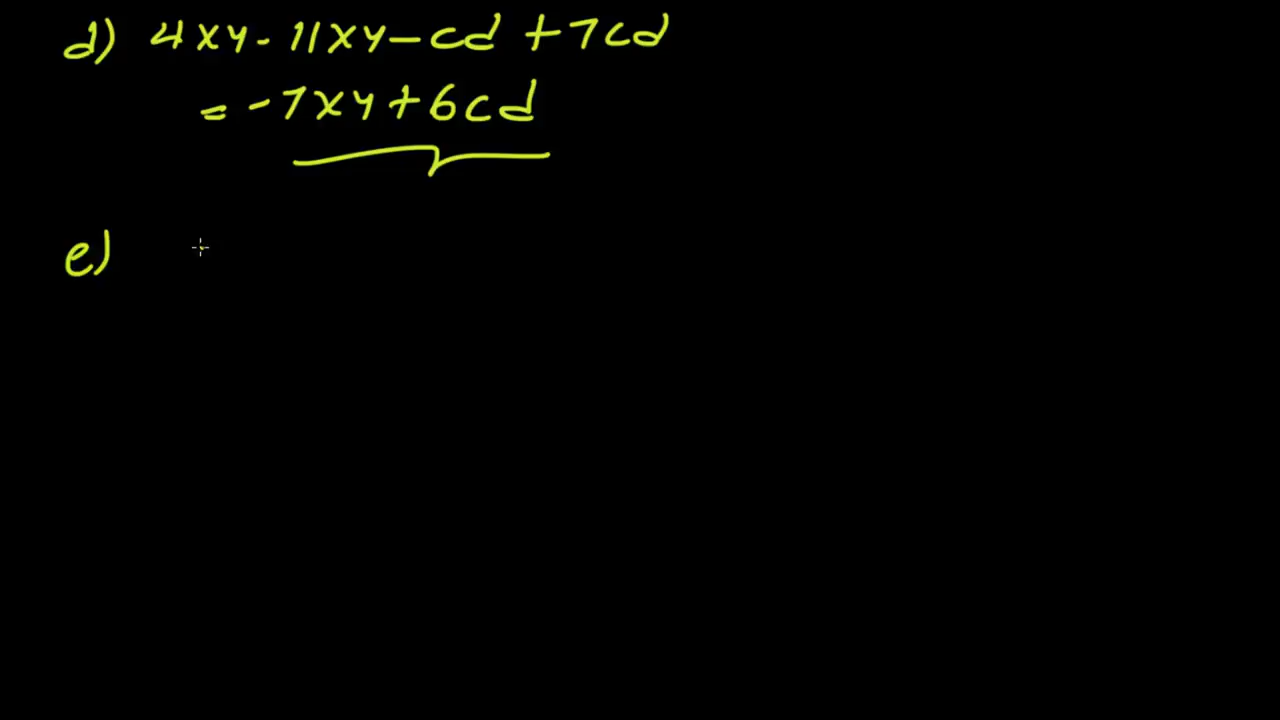 d) 4xy - 11xy - cd + 7cd
= -7xy + 6cd
e)